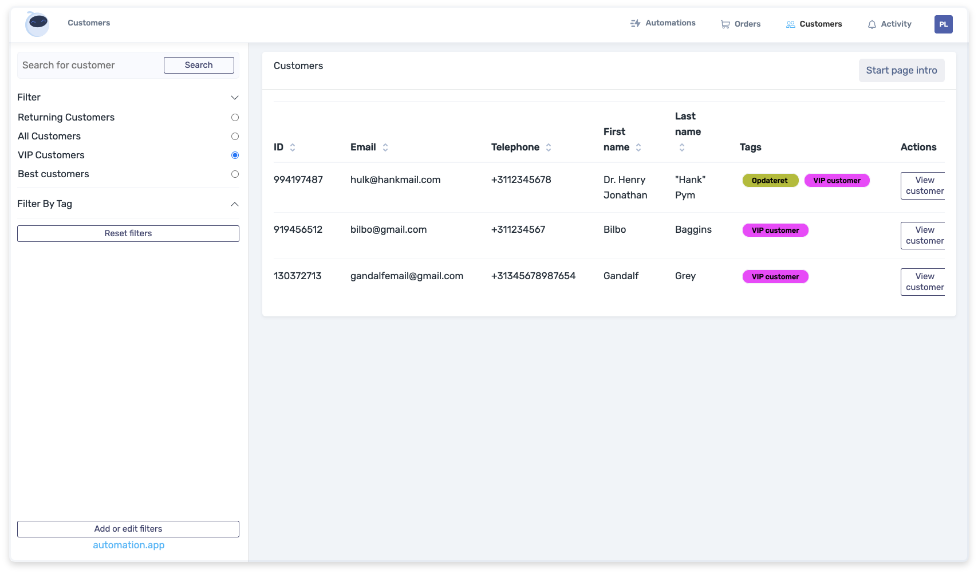 Customers
Automations
Orders
Customers
Activity
PL
Search for customer
Search
Filter
Returning Customers
All Customers
VIP Customers
Best customers
Filter By Tag
Reset filters
Add or edit filters
automation.app
Customers
Start page intro
ID Email Telephone First name Last name Tags Actions
994197487 hulk@hankmail.com +3112345678 Dr. Henry Jonathan "Hank" Pym Opdateret VIP customer View customer
919456512 bilbo@gmail.com +311234567 Bilbo Baggins VIP customer View customer
130372713 gandalfemail@gmail.com +31345678987654 Gandalf Grey VIP customer View customer